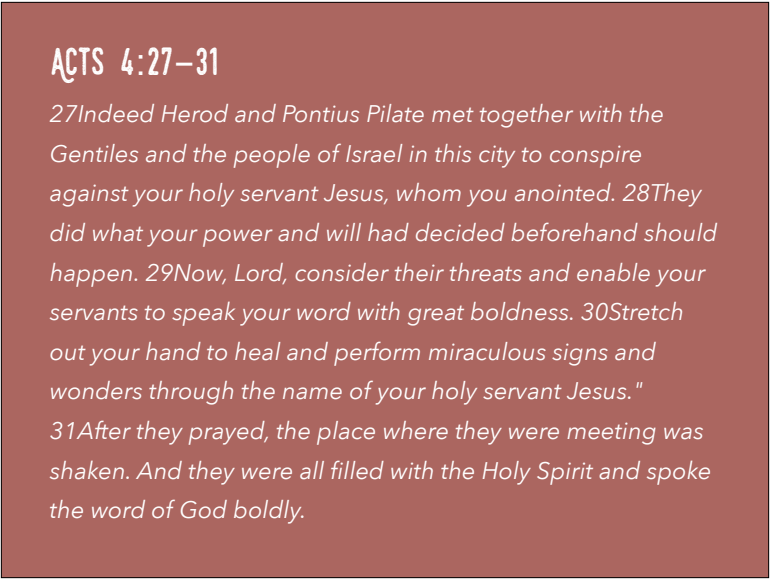 Acts 4:27–31
27Indeed Herod and Pontius Pilate met together with the
Gentiles and the people of Israel in this city to conspire
against your holy servant Jesus, whom you anointed. 28They
did what your power and will had decided beforehand should
happen. 29Now, Lord, consider their threats and enable your
servants to speak your word with great boldness. 30Stretch
out your hand to heal and perform miraculous signs and
wonders through the name of your holy servant Jesus."
31After they prayed, the place where they were meeting was
shaken. And they were all filled with the Holy Spirit and spoke
the word of God boldly.